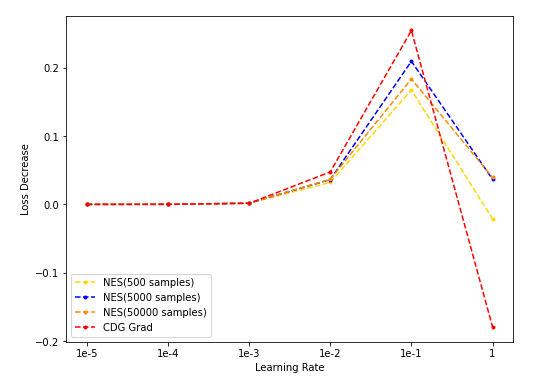 0.2
0.1
0.0
−0.1
−0.2
Loss Decrease
NES(500 samples)
NES(5000 samples)
NES(50000 samples)
CDG Grad
1e-5 1e-4 1e-3 1e-2 1e-1 1
Learning Rate